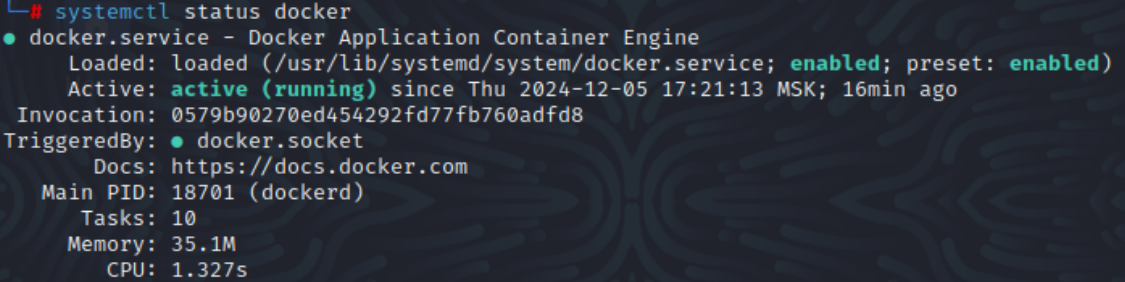 └─# systemctl status docker
● docker.service - Docker Application Container Engine
Loaded: loaded (/usr/lib/systemd/system/docker.service; enabled; preset: enabled)
Active: active (running) since Thu 2024-12-05 17:21:13 MSK; 16min ago
Invocation: 0579b90270ed454292fd77fb760adfd8
TriggeredBy: ● docker.socket
Docs: https://docs.docker.com
Main PID: 18701 (dockerd)
Tasks: 10
Memory: 35.1M
CPU: 1.327s